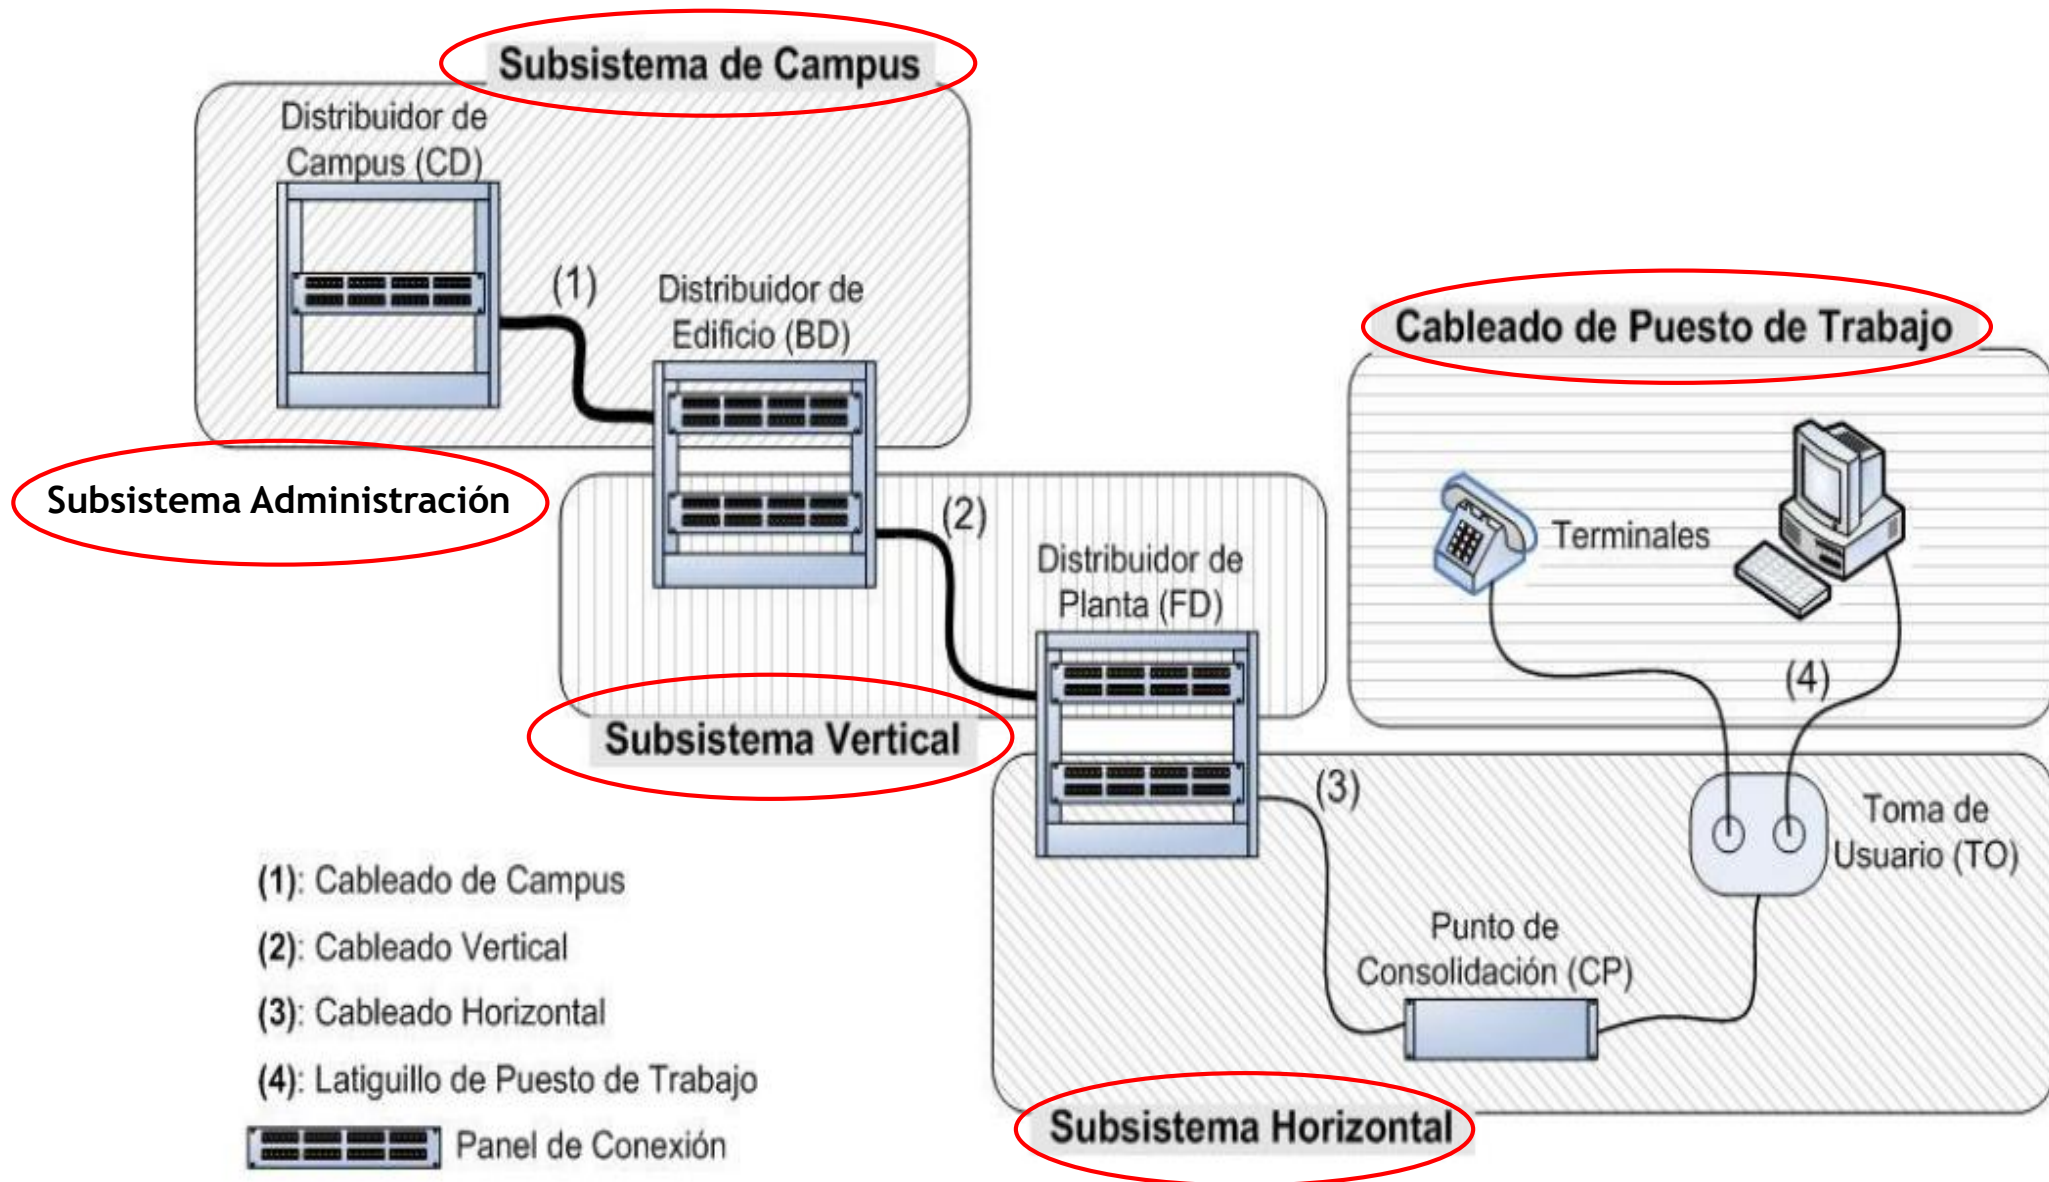 Subsistema de Campus
Distribuidor de
Campus (CD)
(1)
Distribuidor de
Edificio (BD)
Cableado de Puesto de Trabajo
Subsistema Administración
(2)
Terminales
Distribuidor de
Planta (FD)
(4)
Subsistema Vertical
(3)
Toma de
Usuario (TO)
(1): Cableado de Campus
Punto de
Consolidación (CP)
(2): Cableado Vertical
(3): Cableado Horizontal
(4): Latiguillo de Puesto de Trabajo
Subsistema Horizontal
Panel de Conexión